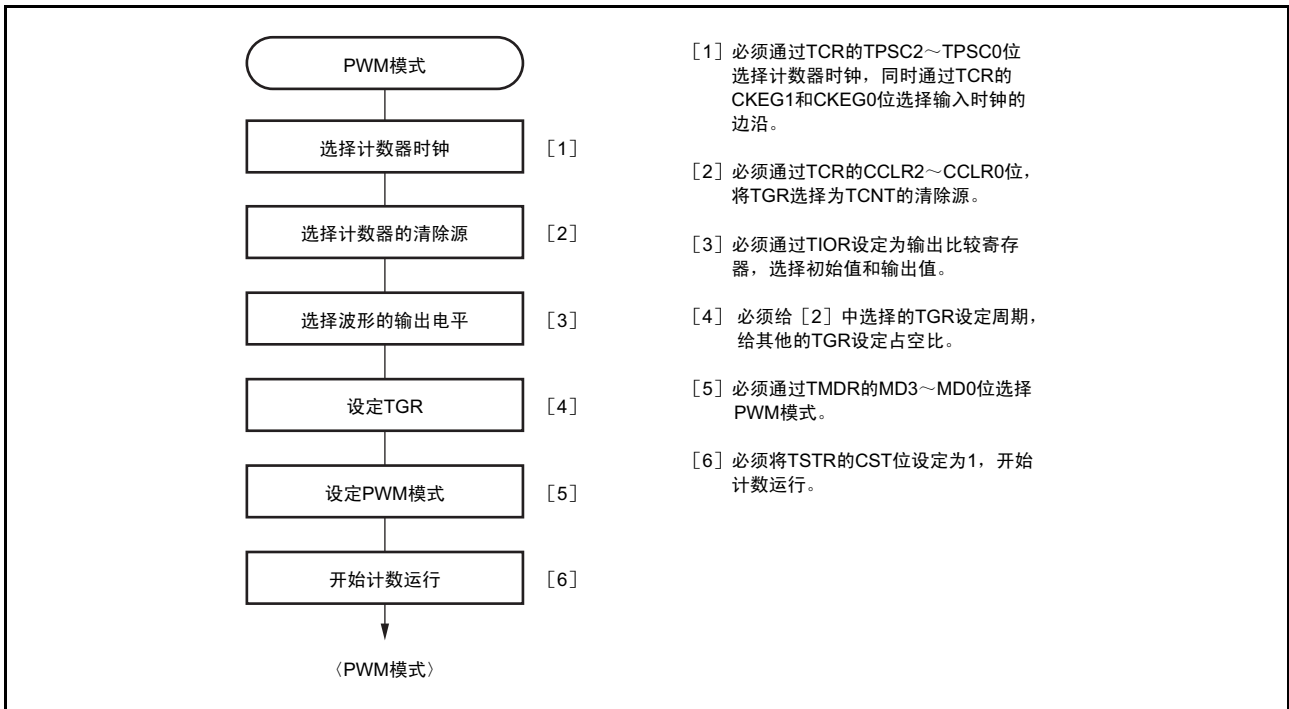 PWM模式
选择计数器时钟 [1]
选择计数器的清除源 [2]
选择波形的输出电平 [3]
设定TGR [4]
设定PWM模式 [5]
开始计数运行 [6]
〈PWM模式〉
[1] 必须通过TCR的TPSC2～TPSC0位
选择计数器时钟，同时通过TCR的
CKEG1和CKEG0位选择输入时钟的
边沿。
[2] 必须通过TCR的CCLR2～CCLR0位，
将TGR选择为TCNT的清除源。
[3] 必须通过TIOR设定为输出比较寄存
器，选择初始值和输出值。
[4] 必须给［2］中选择的TGR设定周期，
给其他的TGR设定占空比。
[5] 必须通过TMDR的MD3～MD0位选择
PWM模式。
[6] 必须将TSTR的CST位设定为1，开始
计数运行。